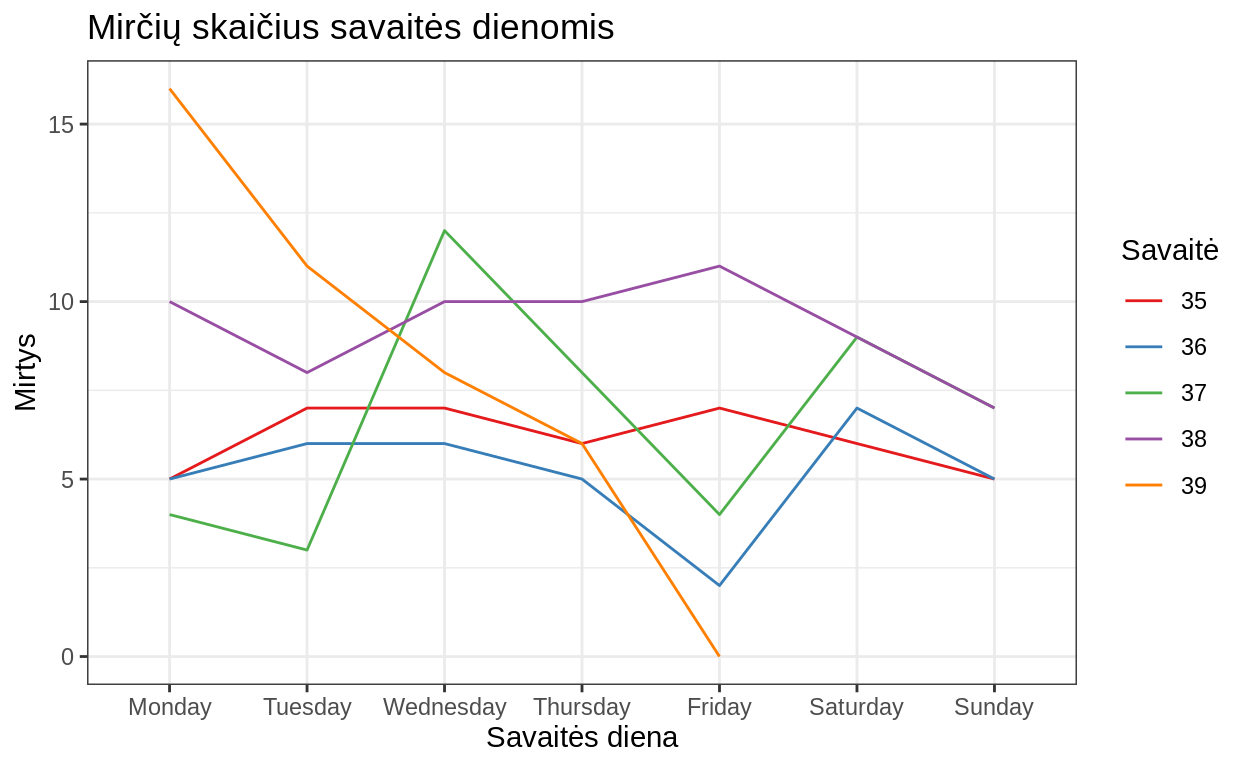 Mirčių skaičius savaitės dienomis
Mirtys
15
10
5
0
Monday Tuesday Wednesday Thursday Friday Saturday Sunday
Savaitės diena
Savaitė
35
36
37
38
39